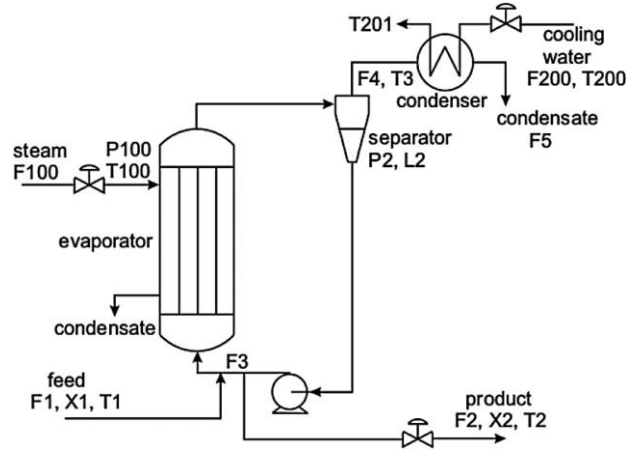 T201
cooling
water
F200, T200
F4, T3
condenser
condensate
F5
separator
P2, L2
steam
F100
P100
T100
evaporator
condensate
F3
feed
F1, X1, T1
product
F2, X2, T2